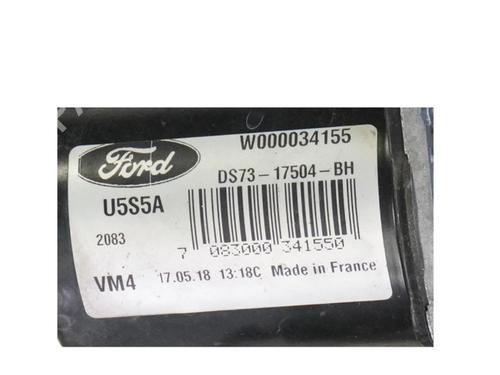 W000034155
Ford
DS73-17504-BH
U5S5A
2083
7 083000 341550
VM4 17.05.18 13:18C Made in France